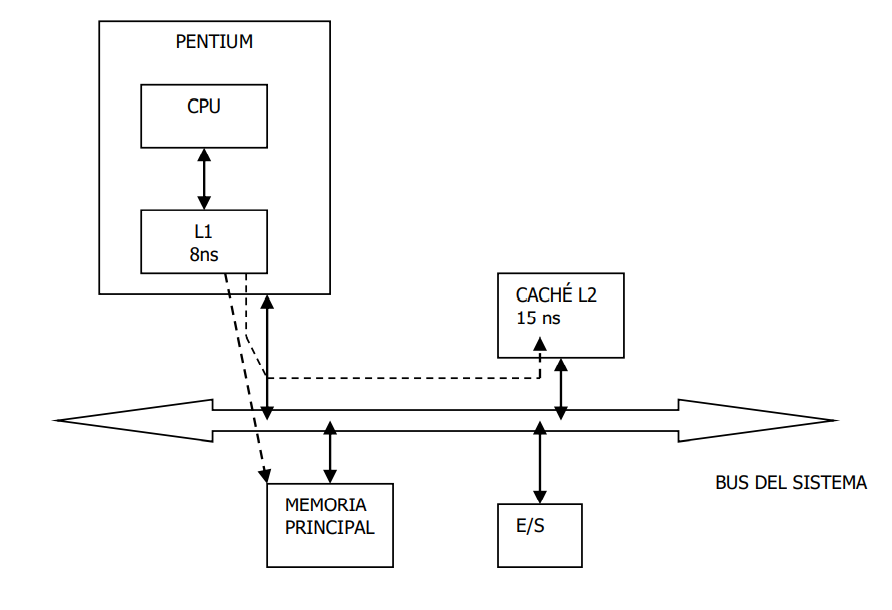 PENTIUM
CPU
L1
8ns
CACHÉ L2
15 ns
BUS DEL SISTEMA
MEMORIA
PRINCIPAL
E/S